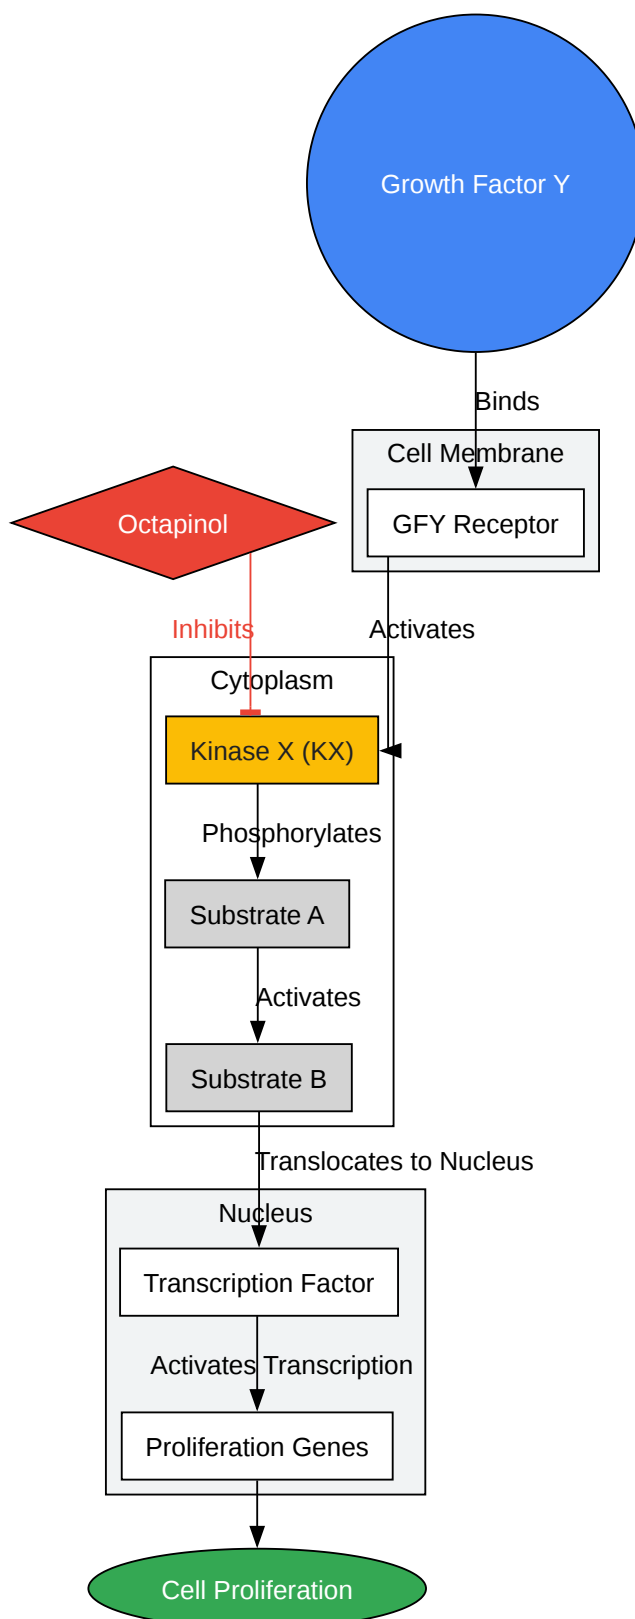 Growth Factor Y
Binds
Cell Membrane
GFY Receptor
Octapinol
Inhibits
Activates
Cytoplasm
Kinase X (KX)
Phosphorylates
Substrate A
Activates
Substrate B
Translocates to Nucleus
Nucleus
Transcription Factor
Activates Transcription
Proliferation Genes
Cell Proliferation